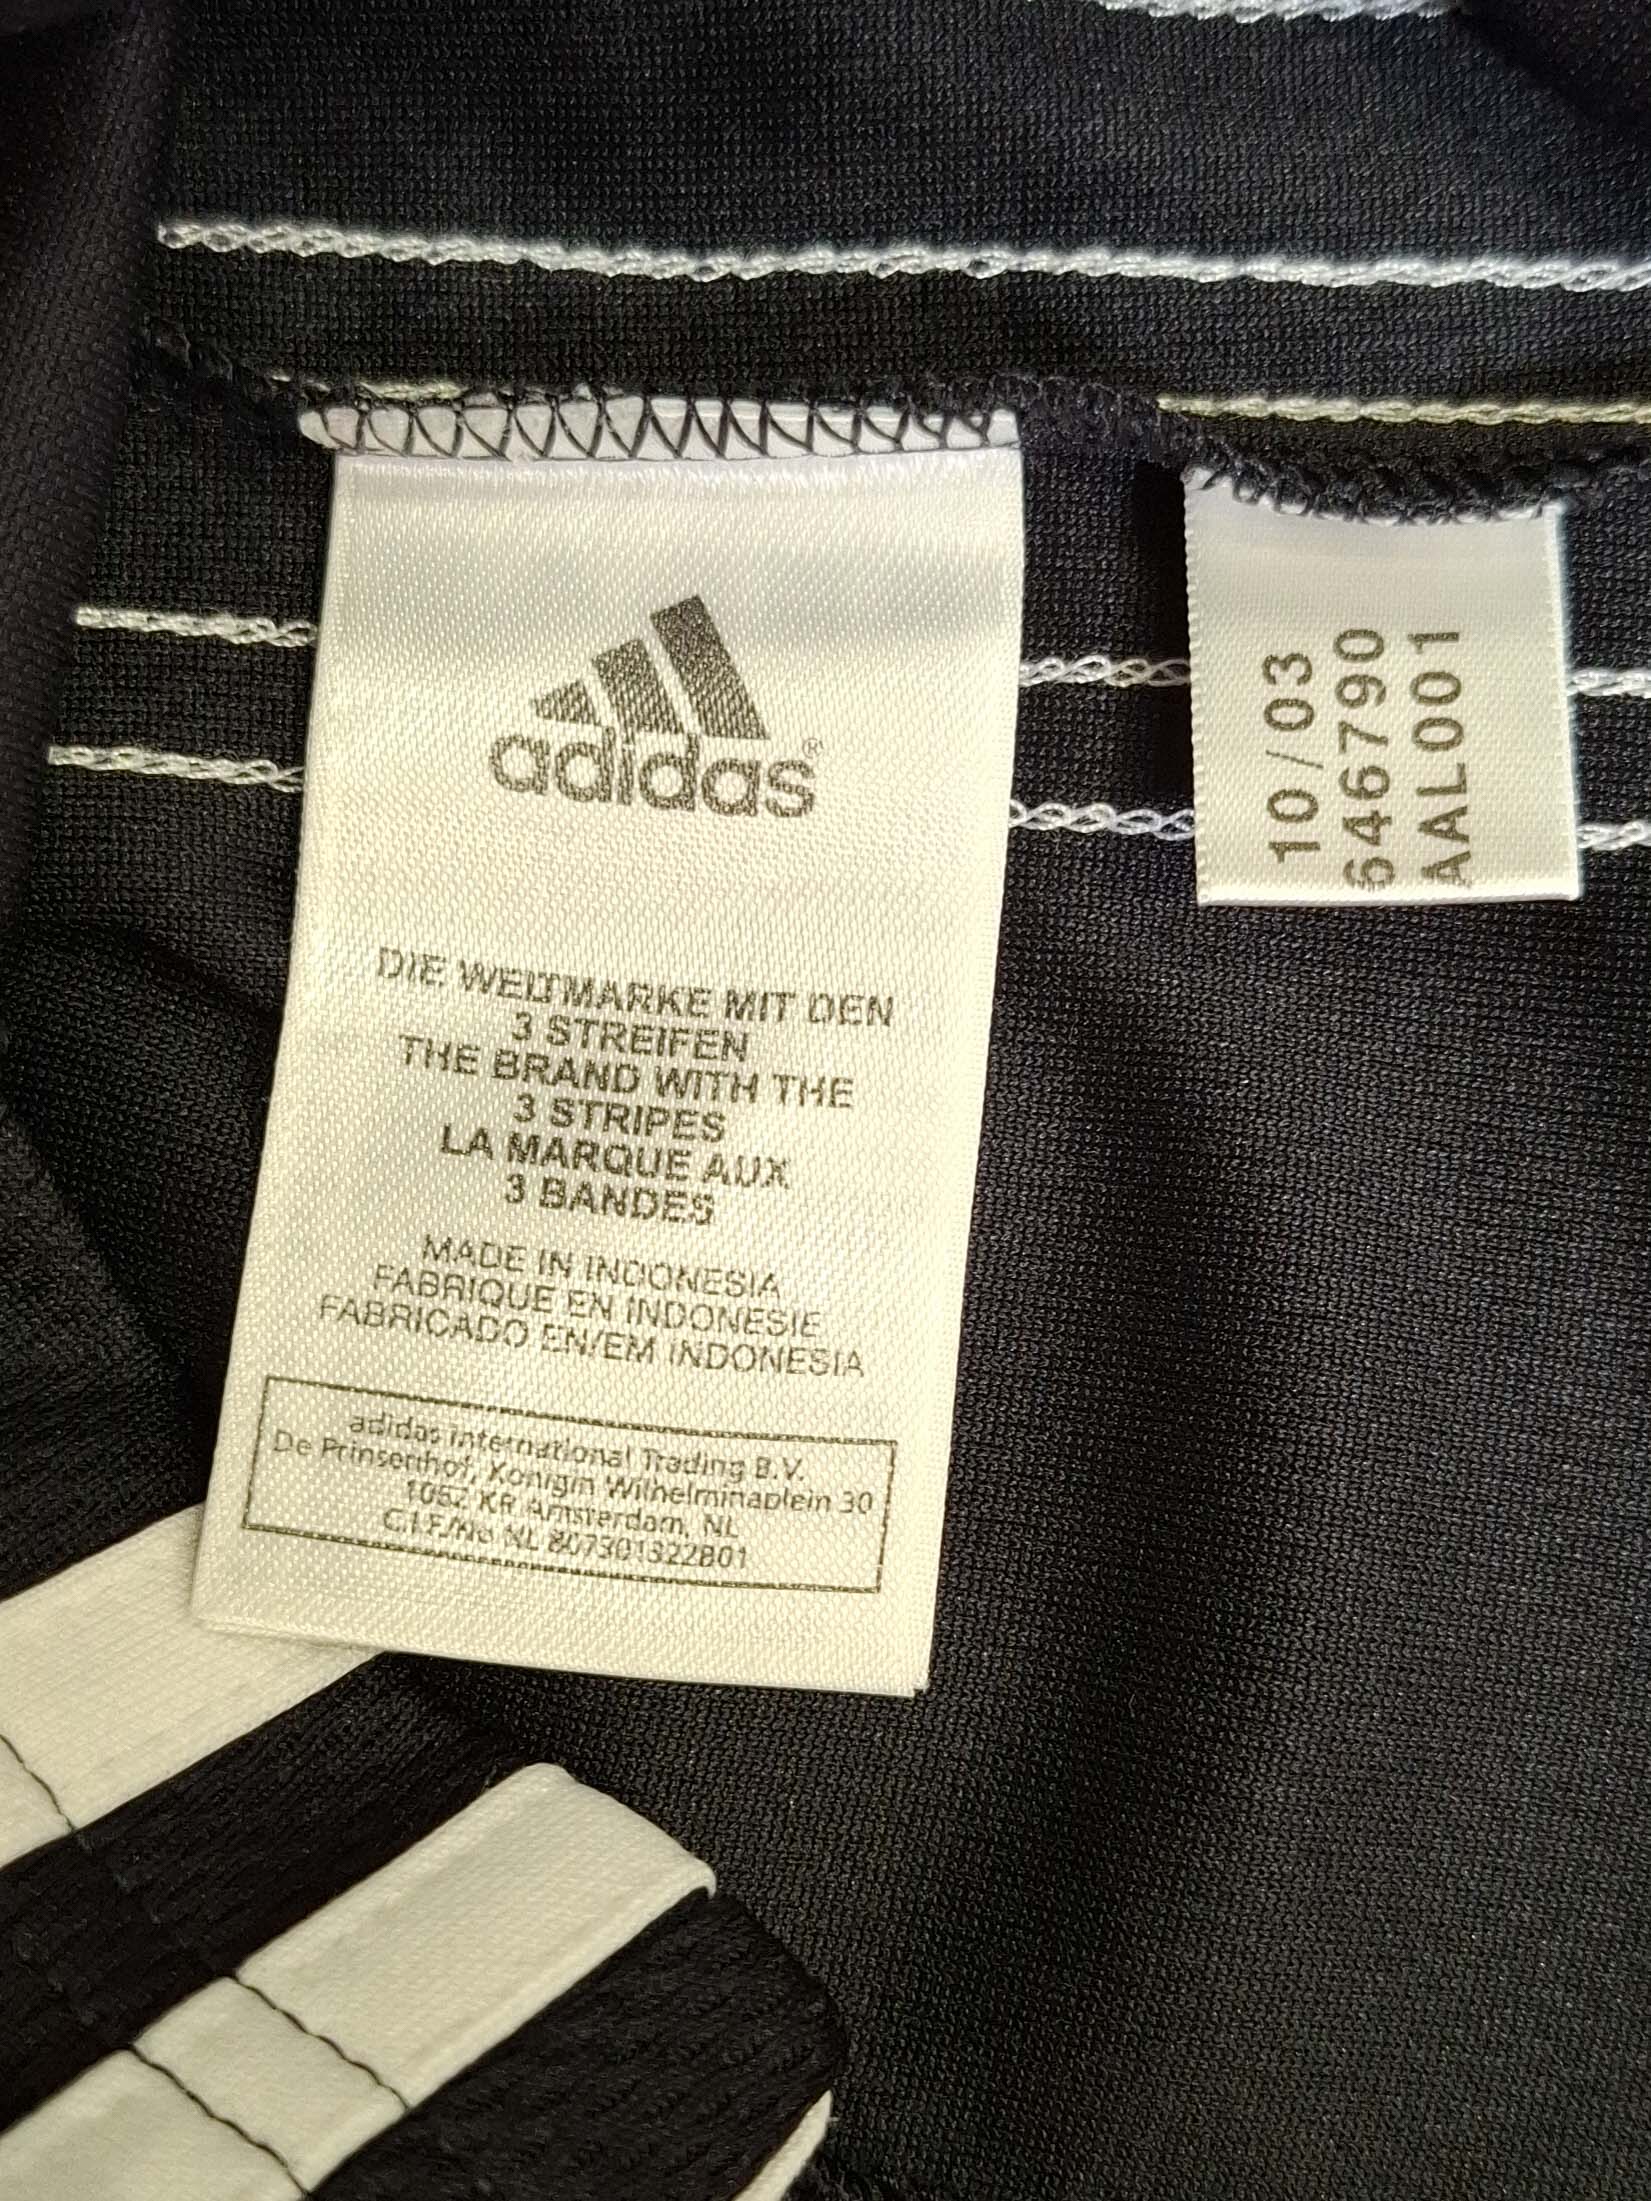 adidas®
DIE WELTMARKE MIT DEN
3 STREIFEN
THE BRAND WITH THE
3 STRIPES
LA MARQUE AUX
3 BANDES
MADE IN INDONESIA
FABRIQUE EN INDONESIE
FABRICADO EN/EM INDONESIA
adidas International Trading B.V.
De Prinsenhof, Konigin Wilhelminaplein 30
1062 KR Amsterdam, NL
C.I.F./No NL 807301322B01
10/03
646790
AAL001